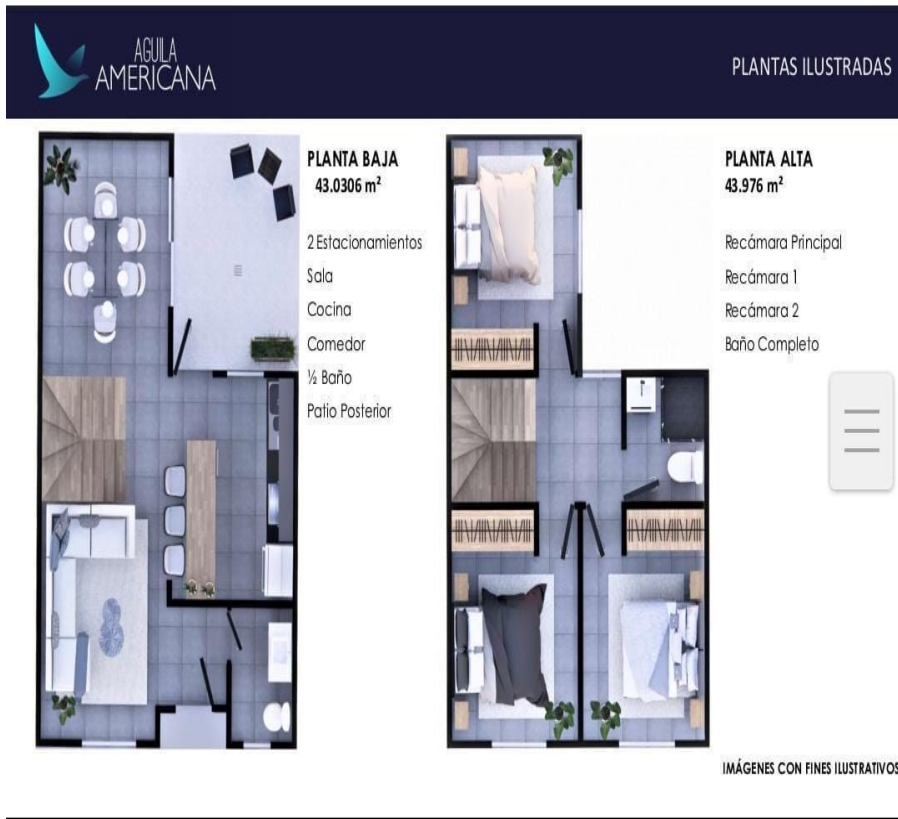 AGUILA
AMERICANA
PLANTAS ILUSTRADAS
PLANTA BAJA
43.0306 m²
2 Estacionamientos
Sala
Cocina
Comedor
½ Baño
Patio Posterior
PLANTA ALTA
43.976 m²
Recámara Principal
Recámara 1
Recámara 2
Baño Completo
IMÁGENES CON FINES ILUSTRATIVOS